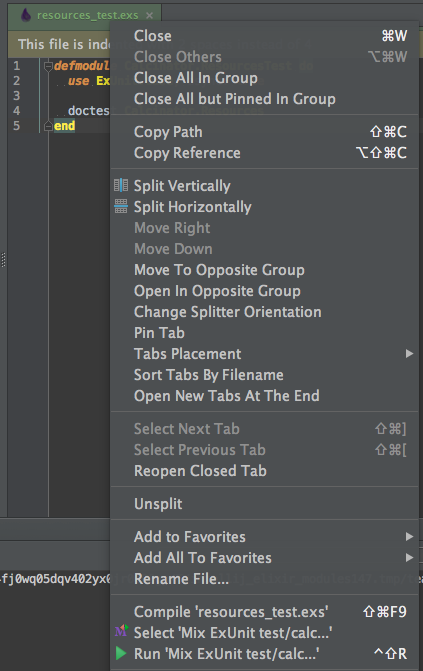 resources_test.exs
This file is inde
Close ⌘W
Close Others ⌥⌘W
Close All In Group
Close All but Pinned In Group
Copy Path ⇧⌘C
Copy Reference ⌥⇧⌘C
Split Vertically
Split Horizontally
Move Right
Move Down
Move To Opposite Group
Open In Opposite Group
Change Splitter Orientation
Pin Tab
Tabs Placement
Sort Tabs By Filename
Open New Tabs At The End
Select Next Tab ⇧⌘]
Select Previous Tab ⇧⌘[
Reopen Closed Tab
Unsplit
Add to Favorites
Add All To Favorites
Rename File...
Compile 'resources_test.exs' ⇧⌘F9
Select 'Mix ExUnit test/calc...'
Run 'Mix ExUnit test/calc...' ^⇧R
1 defmodule
2 use Ex
3
4 doctest
5 end
fj0wq05dqv402yx0